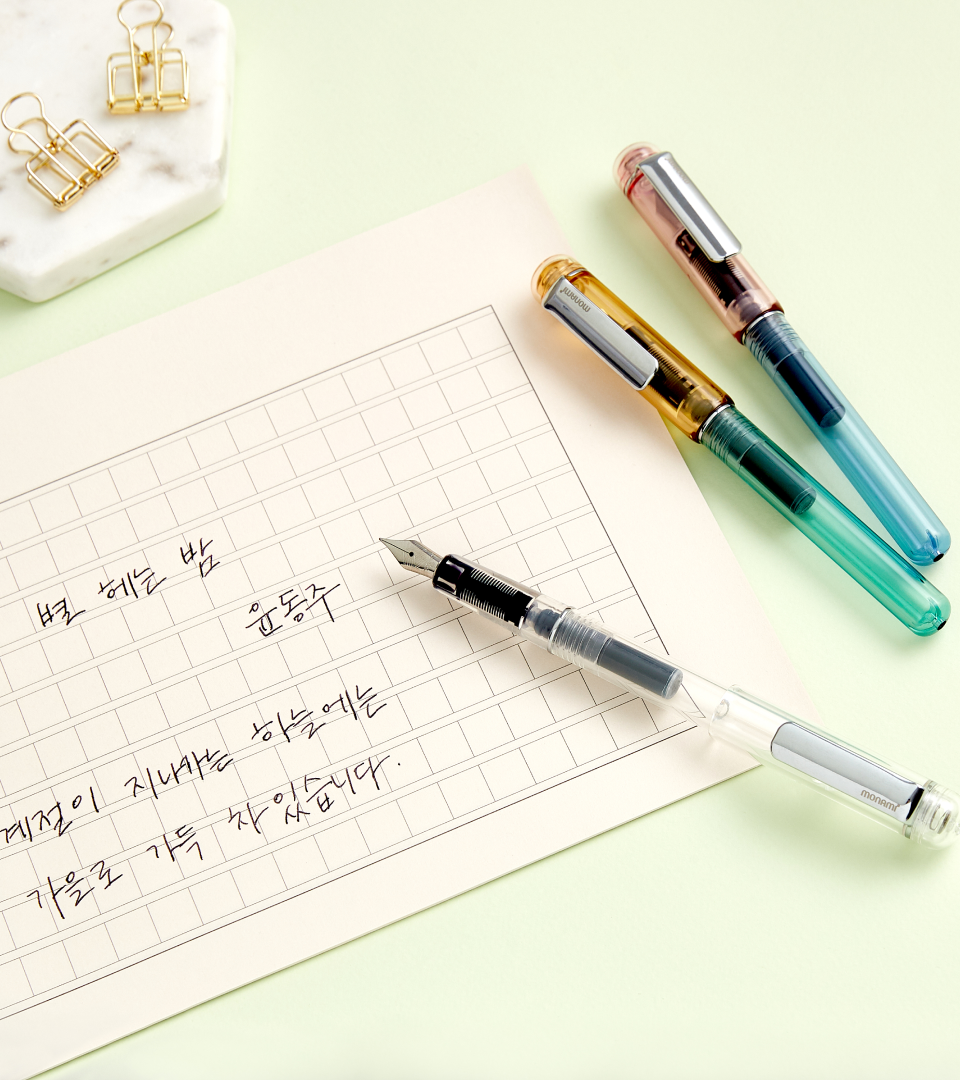 별 헤는 밤
윤동주
계절이 지나가는 하늘에는
가을로 가득 차 있습니다.
monami
monami